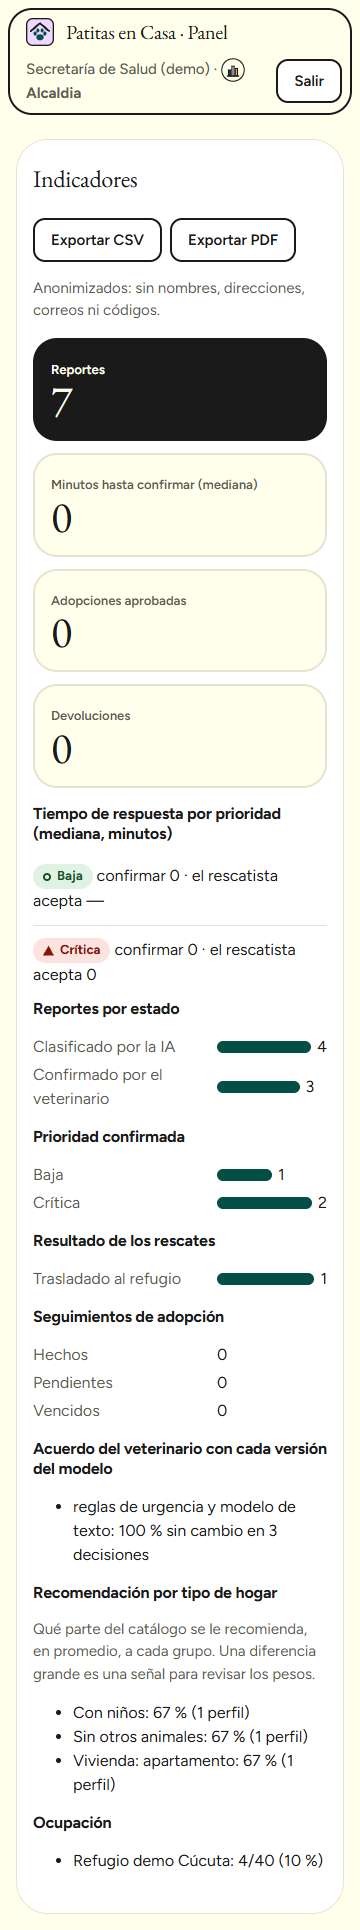 Patitas en Casa · Panel
Secretaría de Salud (demo) ·
Alcaldia
Salir
Indicadores
Exportar CSV
Exportar PDF
Anonimizados: sin nombres, direcciones,
correos ni códigos.
Reportes
7
Minutos hasta confirmar (mediana)
0
Adopciones aprobadas
0
Devoluciones
0
Tiempo de respuesta por prioridad
(mediana, minutos)
Baja confirmar 0 · el rescatista
acepta —
Crítica confirmar 0 · el rescatista
acepta 0
Reportes por estado
Clasificado por la IA 4
Confirmado por el
veterinario 3
Prioridad confirmada
Baja 1
Crítica 2
Resultado de los rescates
Trasladado al refugio 1
Seguimientos de adopción
Hechos 0
Pendientes 0
Vencidos 0
Acuerdo del veterinario con cada versión
del modelo
• reglas de urgencia y modelo de
texto: 100 % sin cambio en 3
decisiones
Recomendación por tipo de hogar
Qué parte del catálogo se le recomienda,
en promedio, a cada grupo. Una diferencia
grande es una señal para revisar los pesos.
• Con niños: 67 % (1 perfil)
• Sin otros animales: 67 % (1 perfil)
• Vivienda: apartamento: 67 % (1
perfil)
Ocupación
• Refugio demo Cúcuta: 4/40 (10 %)